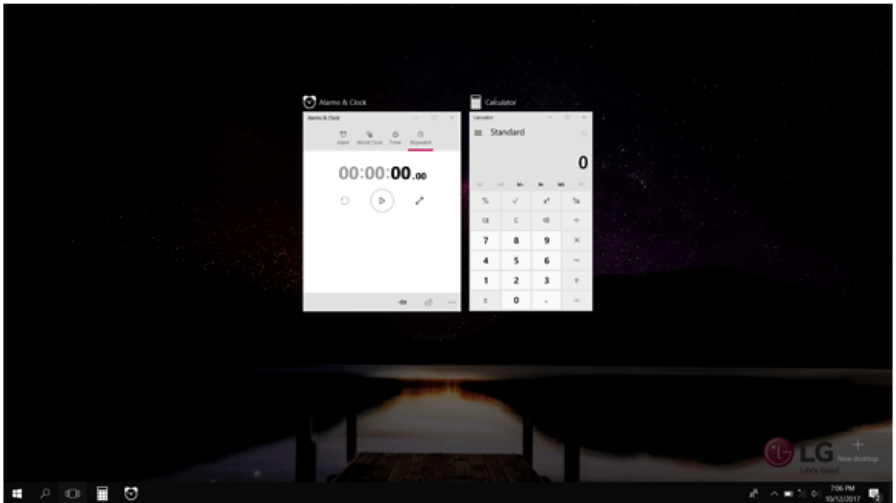 Alarms & Clock
Calculator
Alarms & Clock
Alarm World Clock Timer Stopwatch
00:00:00.00
Calculator
Standard
0
M+ M- MS
% √ x² ¹/x
CE C ⌫ ÷
7 8 9 ×
4 5 6 −
1 2 3 +
± 0 . =
LG
Life's Good
New desktop
7:06 PM
10/12/2017